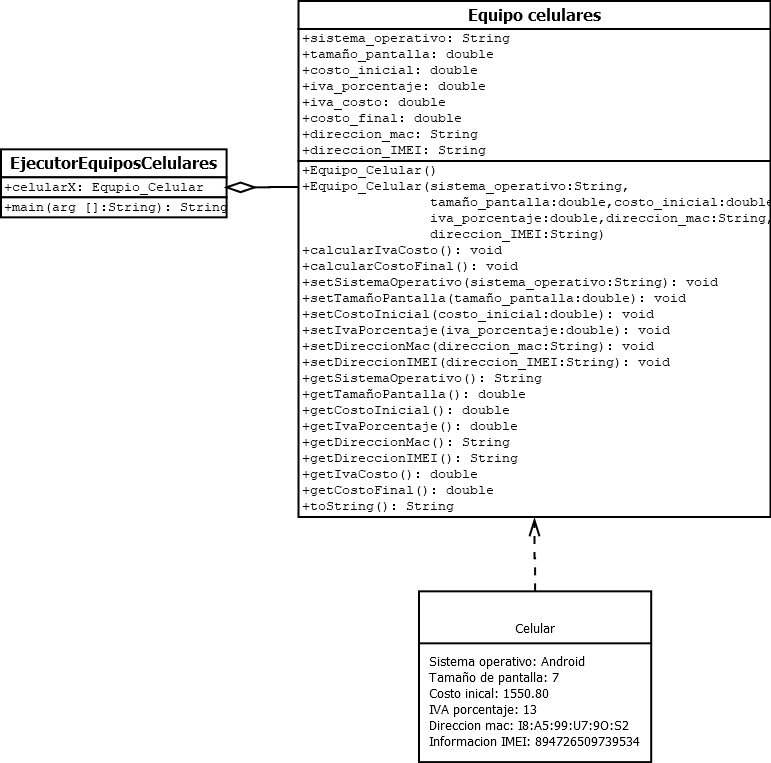 Equipo celulares
+sistema_operativo: String
+tamaño_pantalla: double
+costo_inicial: double
+iva_porcentaje: double
+iva_costo: double
+costo_final: double
+direccion_mac: String
+direccion_IMEI: String
+Equipo_Celular()
+Equipo_Celular(sistema_operativo:String,
tamaño_pantalla:double,costo_inicial:double
iva_porcentaje:double,direccion_mac:String,
direccion_IMEI:String)
+calcularIvaCosto(): void
+calcularCostoFinal(): void
+setSistemaOperativo(sistema_operativo:String): void
+setTamañoPantalla(tamaño_pantalla:double): void
+setCostoInicial(costo_inicial:double): void
+setIvaPorcentaje(iva_porcentaje:double): void
+setDireccionMac(direccion_mac:String): void
+setDireccionIMEI(direccion_IMEI:String): void
+getSistemaOperativo(): String
+getTamañoPantalla(): double
+getCostoInicial(): double
+getIvaPorcentaje(): double
+getDireccionMac(): String
+getDireccionIMEI(): String
+getIvaCosto(): double
+getCostoFinal(): double
+toString(): String
EjecutorEquiposCelulares
+celularX: Equpio_Celular
+main(arg []:String): String
Celular
Sistema operativo: Android
Tamaño de pantalla: 7
Costo inical: 1550.80
IVA porcentaje: 13
Direccion mac: I8:A5:99:U7:9O:S2
Informacion IMEI: 894726509739534